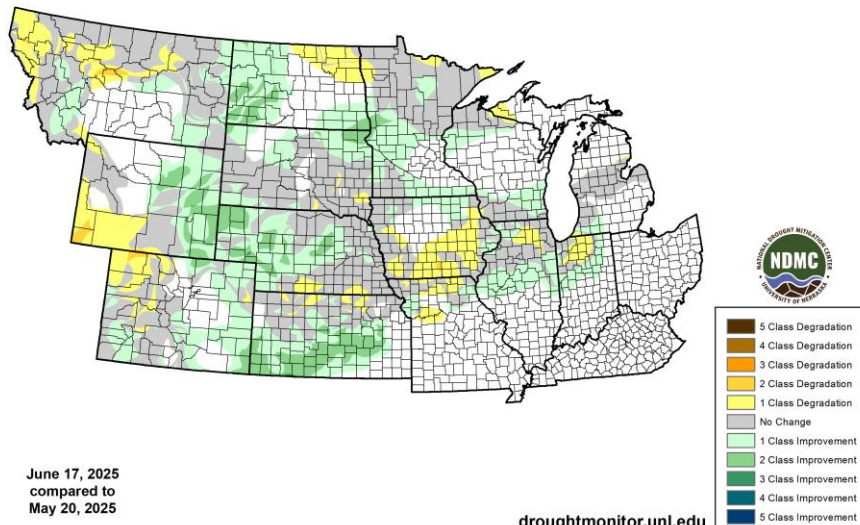 NATIONAL DROUGHT MITIGATION CENTER
NDMC
UNIVERSITY OF NEBRASKA
5 Class Degradation
4 Class Degradation
3 Class Degradation
2 Class Degradation
1 Class Degradation
No Change
1 Class Improvement
2 Class Improvement
3 Class Improvement
4 Class Improvement
5 Class Improvement
June 17, 2025
compared to
May 20, 2025
droughtmonitor.unl.edu